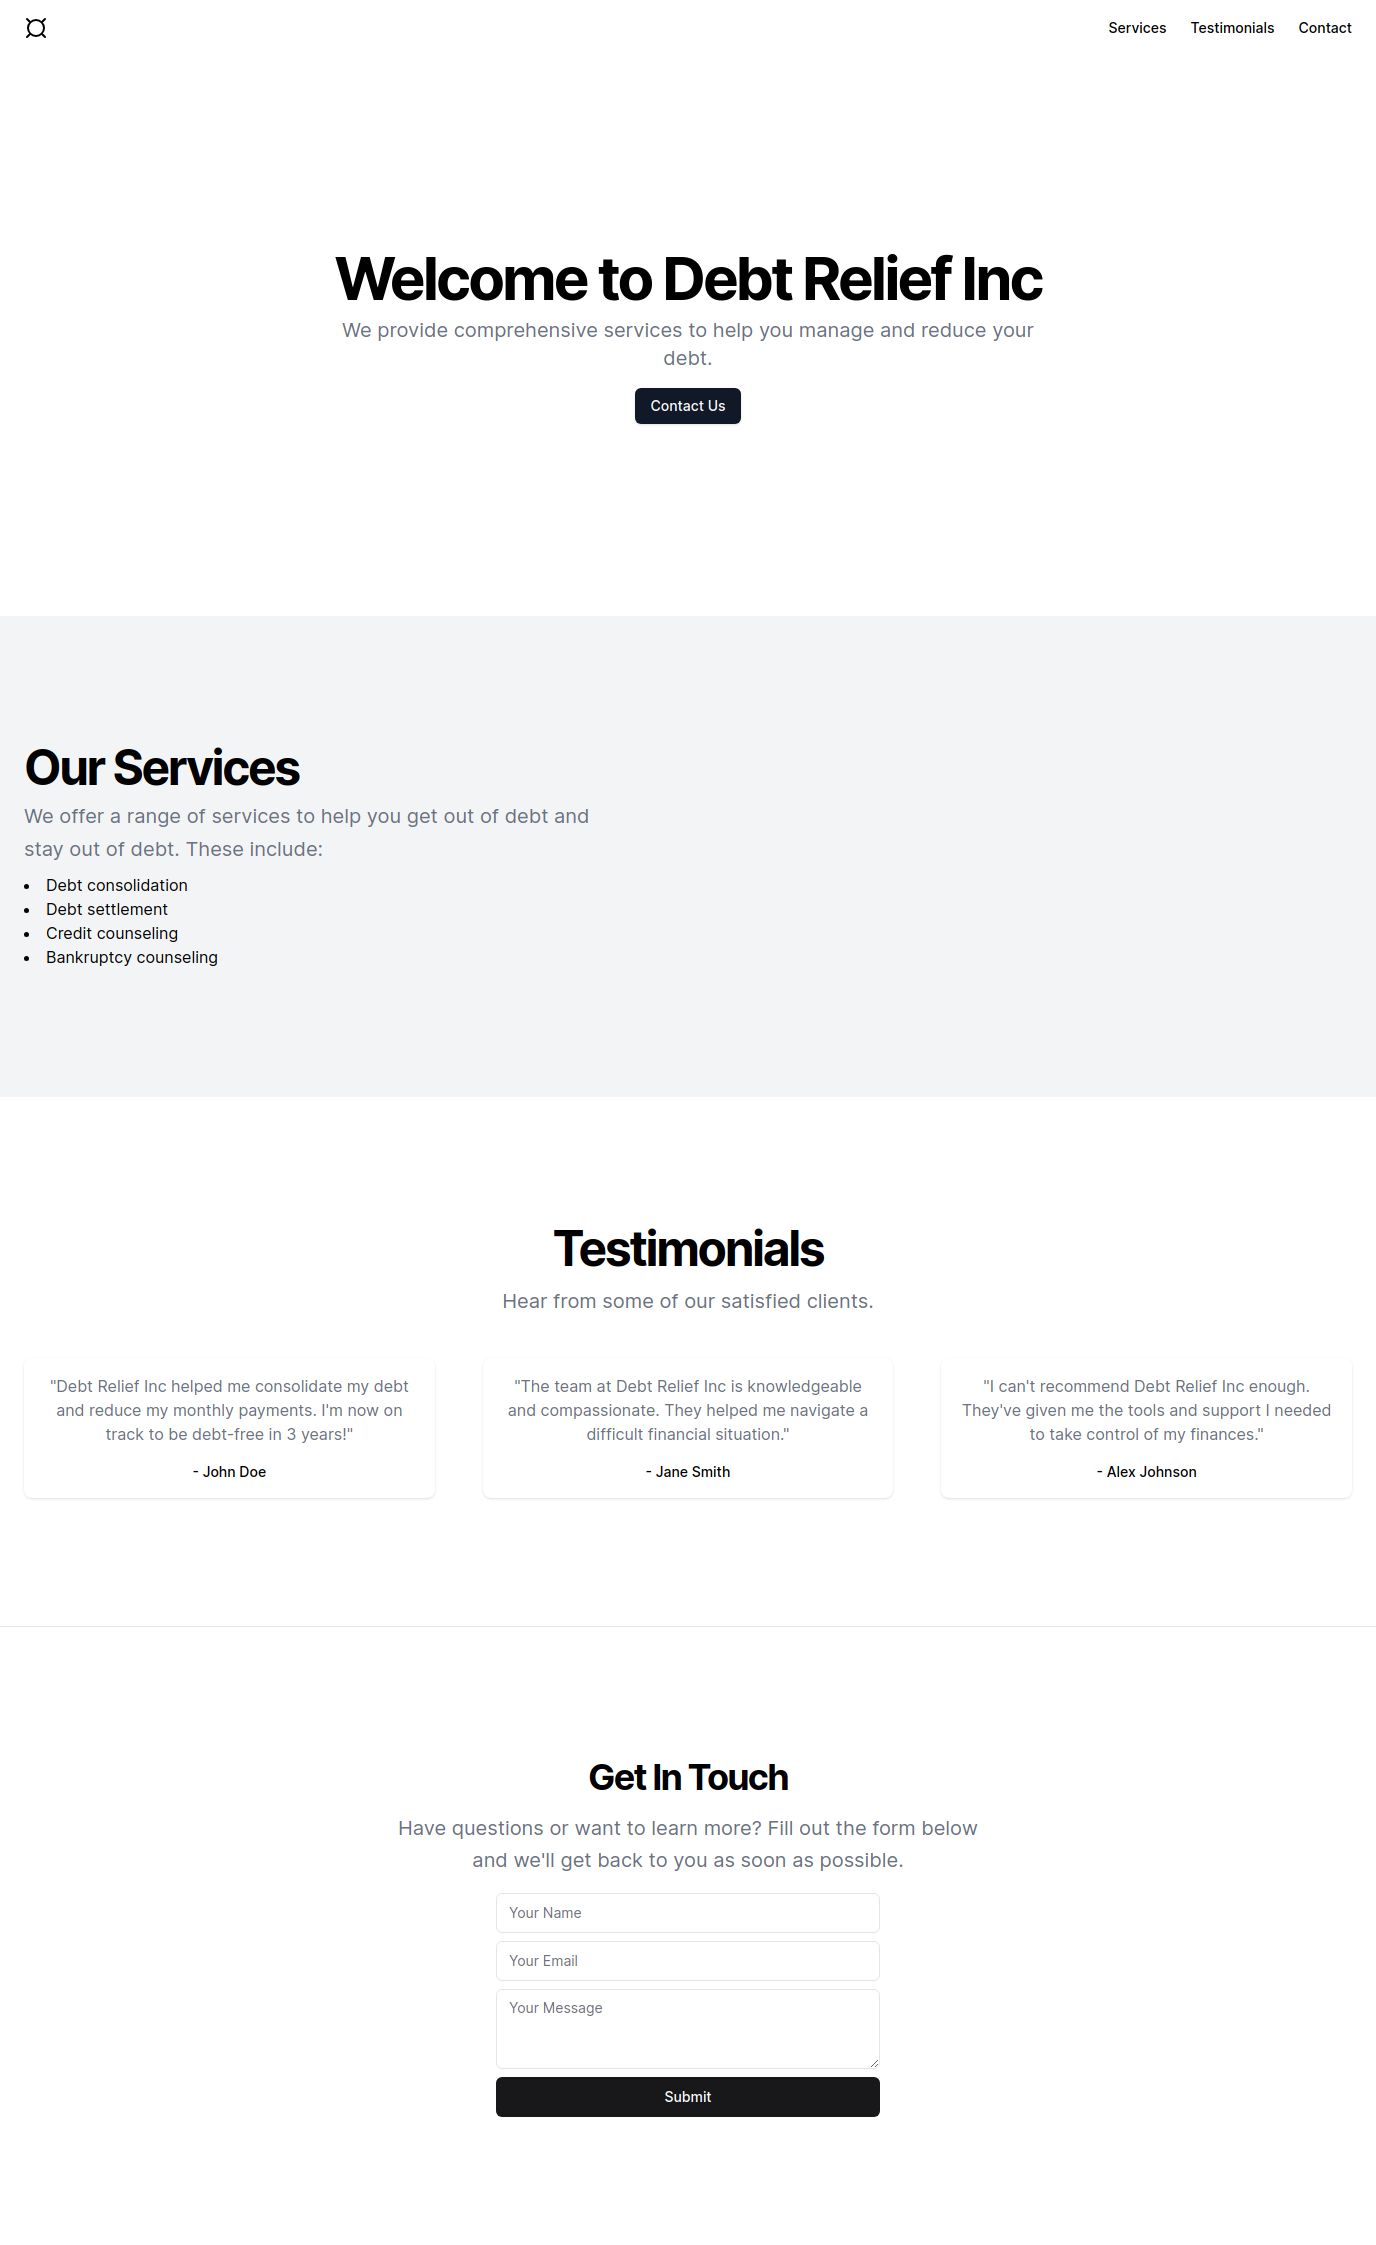 Services
Testimonials
Contact
Welcome to Debt Relief Inc
We provide comprehensive services to help you manage and reduce your
debt.
Contact Us
Our Services
We offer a range of services to help you get out of debt and
stay out of debt. These include:
Debt consolidation
Debt settlement
Credit counseling
Bankruptcy counseling
Testimonials
Hear from some of our satisfied clients.
"Debt Relief Inc helped me consolidate my debt
and reduce my monthly payments. I'm now on
track to be debt-free in 3 years!"
- John Doe
"The team at Debt Relief Inc is knowledgeable
and compassionate. They helped me navigate a
difficult financial situation."
- Jane Smith
"I can't recommend Debt Relief Inc enough.
They've given me the tools and support I needed
to take control of my finances."
- Alex Johnson
Get In Touch
Have questions or want to learn more? Fill out the form below
and we'll get back to you as soon as possible.
Your Name
Your Email
Your Message
Submit